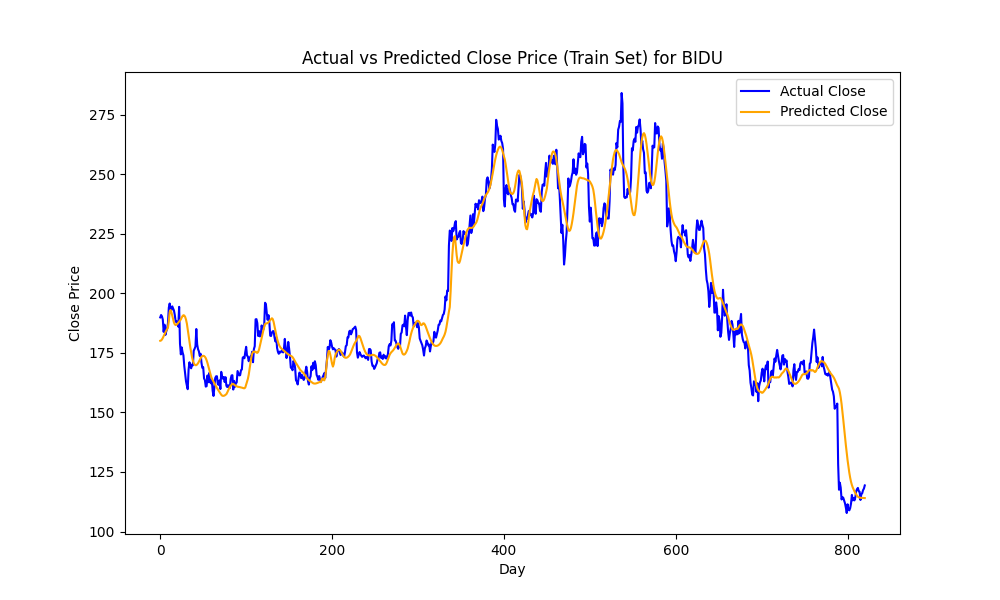 Actual vs Predicted Close Price (Train Set) for BIDU
Actual Close
Predicted Close
Close Price
275
250
225
200
175
150
125
100
0 200 400 600 800
Day